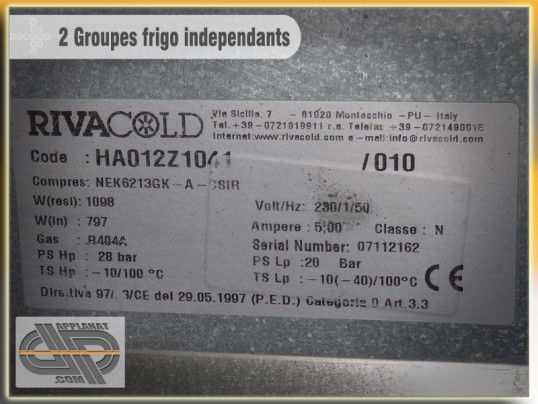 2 Groupes frigo independants
RIVACOLD
Via Sicilia, 7 - 61020 Montecchio -PU- Italy
Tel.+39-0721919911 r.a. Telefax +39-072149001
Internet:www.rivacold.com e-mail:info@rivacold.com
Code : HA012Z10 /010
Compres: NEK6213GK-A-CSIR
W(resl): 1098
Volt/Hz: 230/1/50
W(in) : 797
Ampere : 5,00 Classe : N
Gas : R404A
Serial Number: 07112162
PS Hp : 28 bar
PS Lp :20 Bar
TS Hp : -10/100 °C
TS Lp : -10(-40)/100°C CE
Direttiva 97/ 3/CE del 29.05.1997 (P.E.D.) Categoria 0 Art.3.3
APPLANAT
.COM